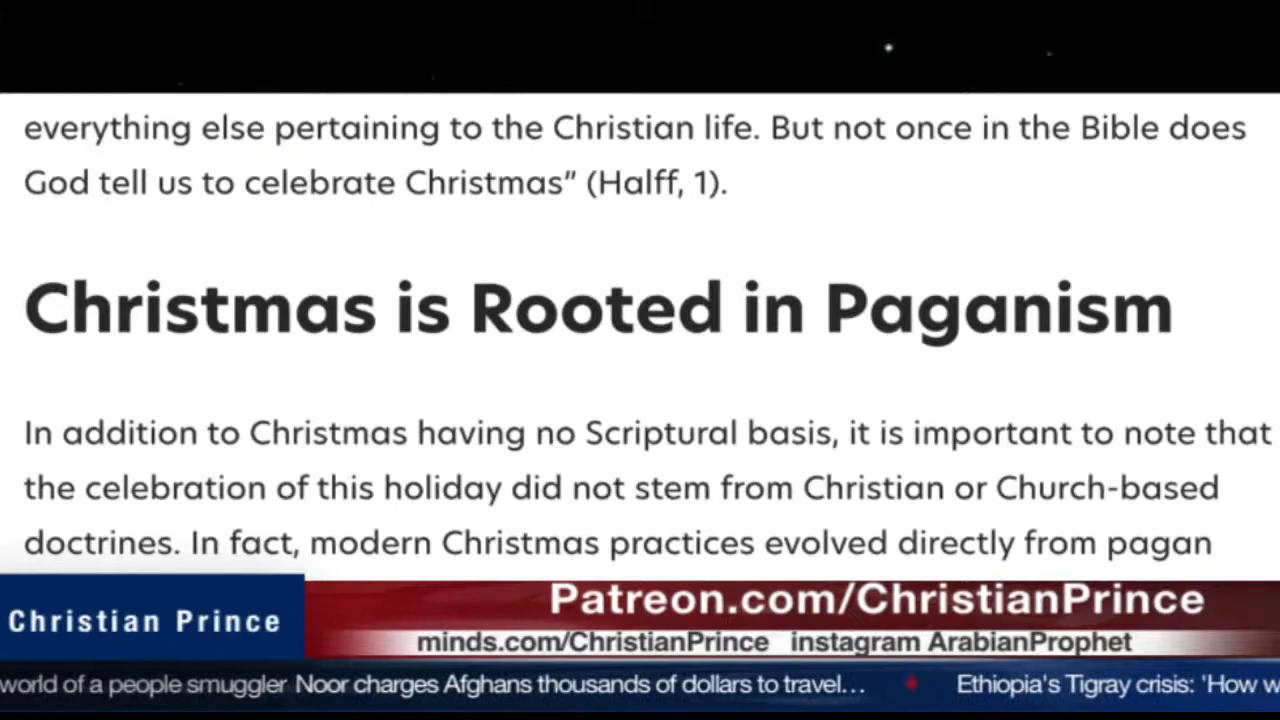 everything else pertaining to the Christian life. But not once in the Bible does
God tell us to celebrate Christmas” (Halff, 1).
Christmas is Rooted in Paganism
In addition to Christmas having no Scriptural basis, it is important to note that
the celebration of this holiday did not stem from Christian or Church-based
doctrines. In fact, modern Christmas practices evolved directly from pagan
Christian Prince
Patreon.com/ChristianPrince
minds.com/ChristianPrince instagram ArabianProphet
world of a people smuggler Noor charges Afghans thousands of dollars to travel... Ethiopia's Tigray crisis: 'How w